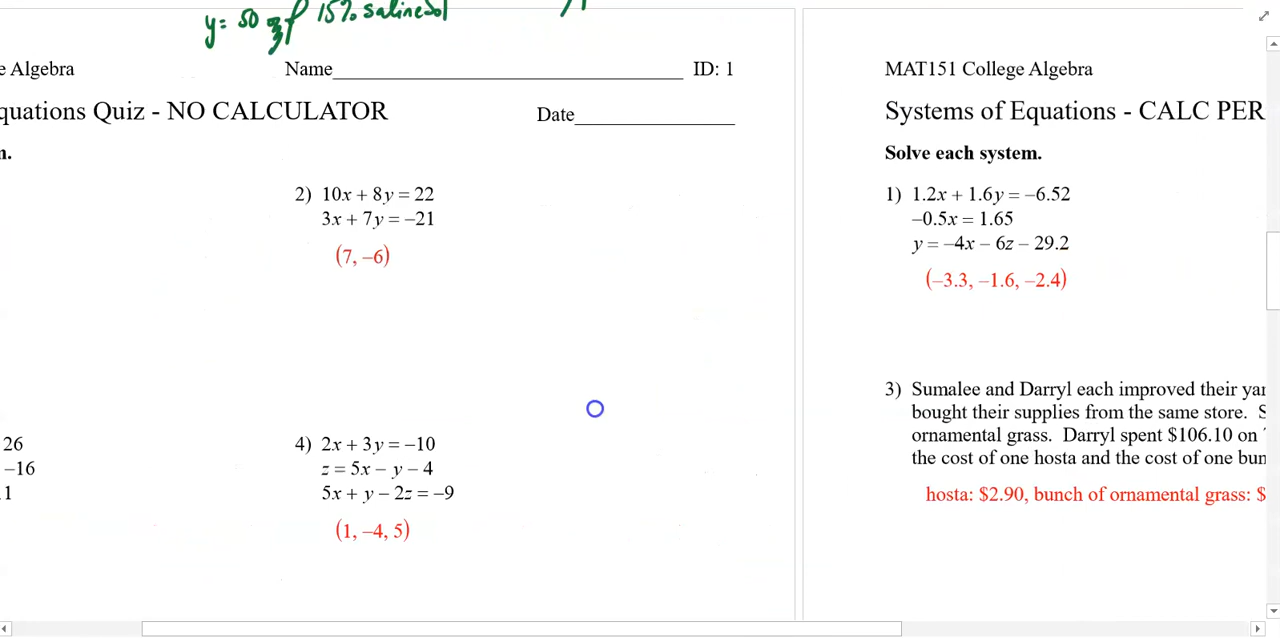 y = 50 of 15% saline sol
e Algebra
Name ID: 1
quations Quiz - NO CALCULATOR
Date
n.
2) 10x + 8y = 22
3x + 7y = −21
(7, −6)
26
−16
1
4) 2x + 3y = −10
z = 5x − y − 4
5x + y − 2z = −9
(1, −4, 5)
MAT151 College Algebra
Systems of Equations - CALC PER
Solve each system.
1) 1.2x + 1.6y = −6.52
−0.5x = 1.65
y = −4x − 6z − 29.2
(−3.3, −1.6, −2.4)
3) Sumalee and Darryl each improved their yar
bought their supplies from the same store. S
ornamental grass. Darryl spent $106.10 on
the cost of one hosta and the cost of one bun
hosta: $2.90, bunch of ornamental grass: $